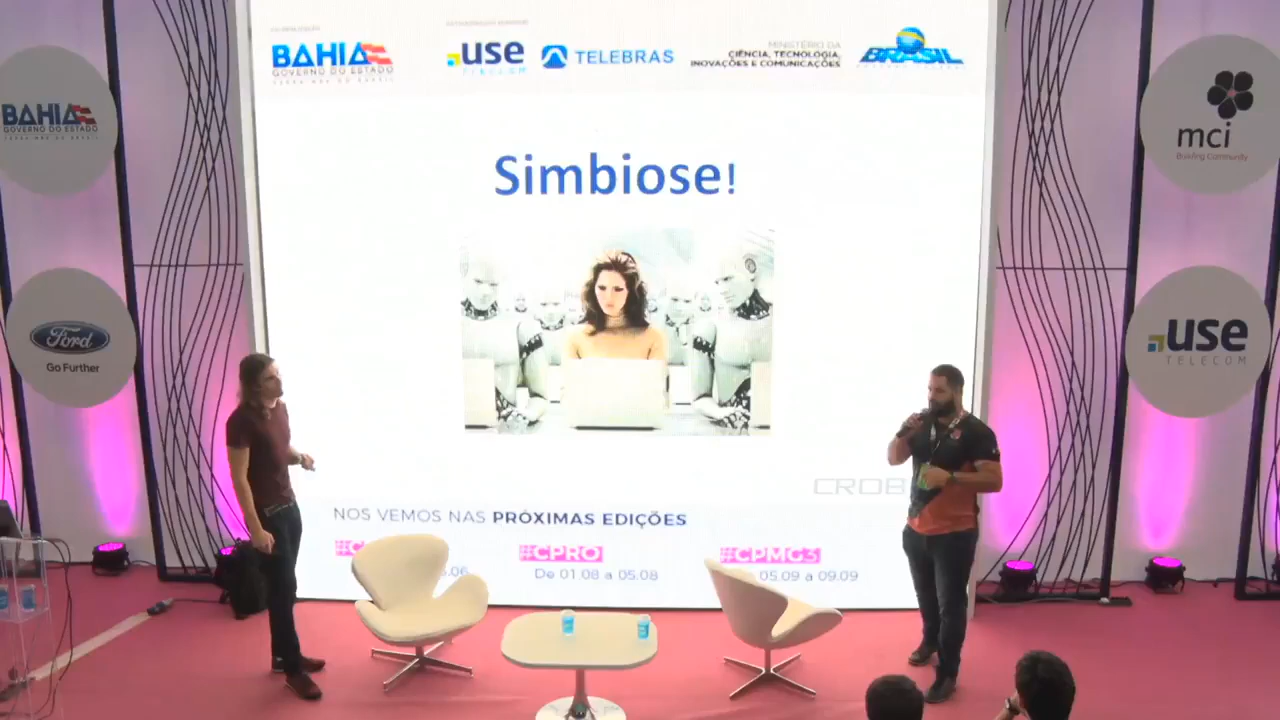 BAHIA
GOVERNO DO ESTADO
use
TELECOM
TELEBRAS
MINISTÉRIO DA
CIÊNCIA, TECNOLOGIA,
INOVAÇÕES E COMUNICAÇÕES
BRASIL
BAHIA
GOVERNO DO ESTADO
mci
Building Community
Simbiose!
Ford
Go Further
use
TELECOM
CROB
NOS VEMOS NAS PRÓXIMAS EDIÇÕES
#CPRO
#CPMG3
De 01.08 a 05.08
05.09 a 09.09